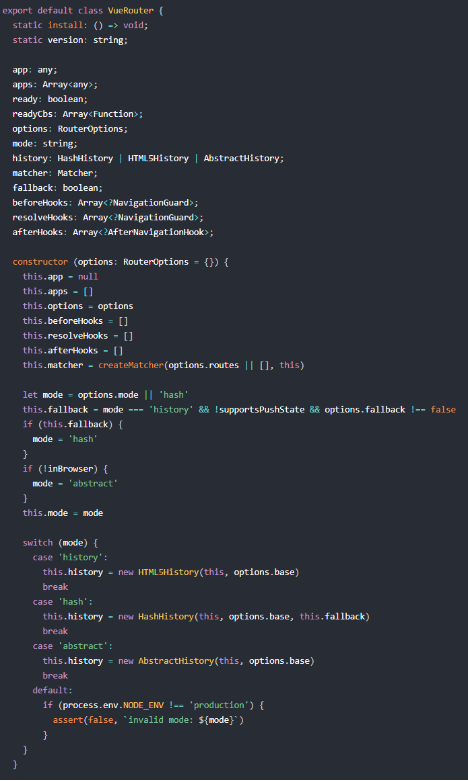 export default class VueRouter {
  static install: () => void;
  static version: string;

  app: any;
  apps: Array<any>;
  ready: boolean;
  readyCbs: Array<Function>;
  options: RouterOptions;
  mode: string;
  history: HashHistory | HTML5History | AbstractHistory;
  matcher: Matcher;
  fallback: boolean;
  beforeHooks: Array<?NavigationGuard>;
  resolveHooks: Array<?NavigationGuard>;
  afterHooks: Array<?AfterNavigationHook>;

  constructor (options: RouterOptions = {}) {
    this.app = null
    this.apps = []
    this.options = options
    this.beforeHooks = []
    this.resolveHooks = []
    this.afterHooks = []
    this.matcher = createMatcher(options.routes || [], this)

    let mode = options.mode || 'hash'
    this.fallback = mode === 'history' && !supportsPushState && options.fallback !== false
    if (this.fallback) {
      mode = 'hash'
    }
    if (!inBrowser) {
      mode = 'abstract'
    }
    this.mode = mode

    switch (mode) {
      case 'history':
        this.history = new HTML5History(this, options.base)
        break
      case 'hash':
        this.history = new HashHistory(this, options.base, this.fallback)
        break
      case 'abstract':
        this.history = new AbstractHistory(this, options.base)
        break
      default:
        if (process.env.NODE_ENV !== 'production') {
          assert(false, `invalid mode: ${mode}`)
        }
    }
  }